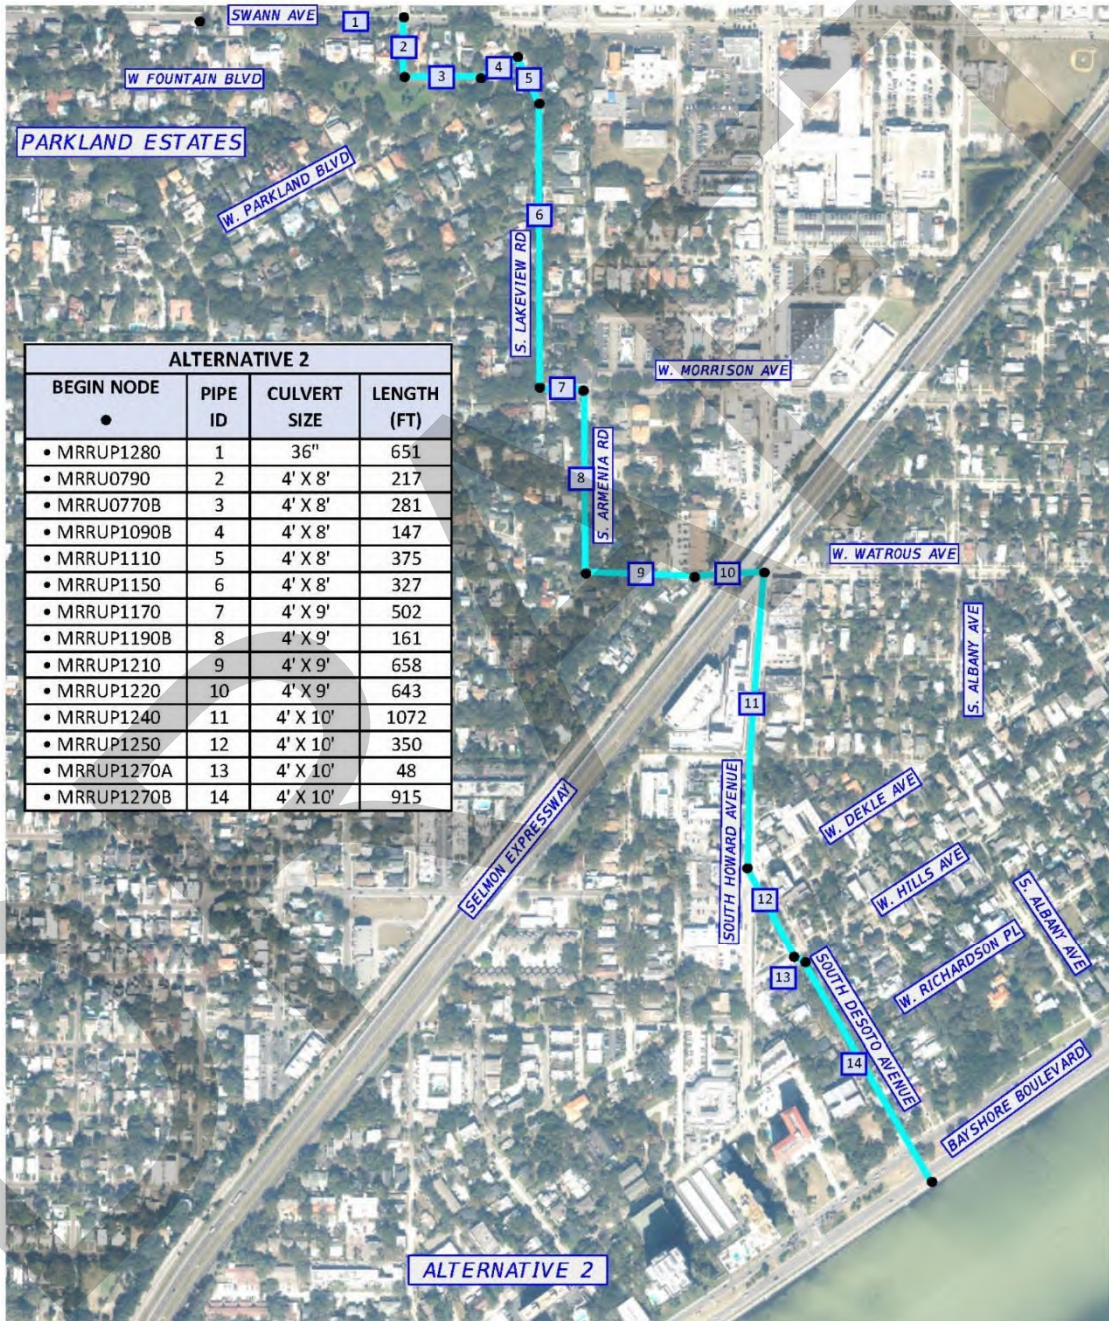 SWANN AVE
1
2
W FOUNTAIN BLVD
3
4
5
PARKLAND ESTATES
W. PARKLAND BLVD
6
S. LAKEVIEW RD
W. MORRISON AVE
7
ALTERNATIVE 2
BEGIN NODE PIPE ID CULVERT SIZE LENGTH (FT)
• MRRUP1280 1 36" 651
• MRRU0790 2 4' X 8' 217
• MRRU0770B 3 4' X 8' 281
• MRRUP1090B 4 4' X 8' 147
• MRRUP1110 5 4' X 8' 375
• MRRUP1150 6 4' X 8' 327
• MRRUP1170 7 4' X 9' 502
• MRRUP1190B 8 4' X 9' 161
• MRRUP1210 9 4' X 9' 658
• MRRUP1220 10 4' X 9' 643
• MRRUP1240 11 4' X 10' 1072
• MRRUP1250 12 4' X 10' 350
• MRRUP1270A 13 4' X 10' 48
• MRRUP1270B 14 4' X 10' 915
8
S. ARMENIA RD
W. WATROUS AVE
9
10
S. ALBANY AVE
11
SELMON EXPRESSWAY
SOUTH HOWARD AVENUE
W. DEKLE AVE
W. HILLS AVE
12
S. ALBANY AVE
W. RICHARDSON PL
13
SOUTH DESOTO AVENUE
14
BAYSHORE BOULEVARD
ALTERNATIVE 2